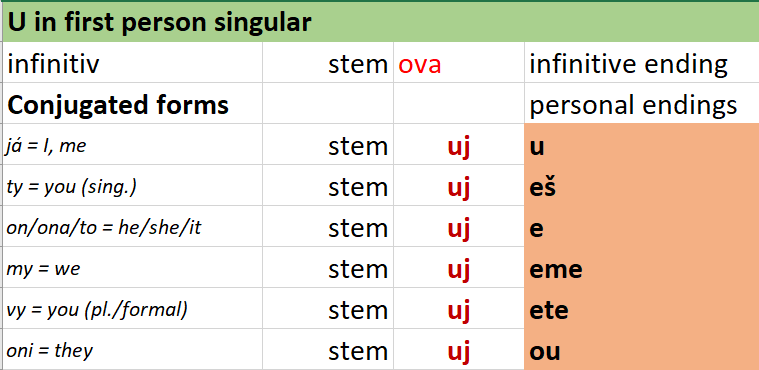 U in first person singular
infinitiv stem ova infinitive ending
Conjugated forms personal endings
já = I, me stem uj u
ty = you (sing.) stem uj eš
on/ona/to = he/she/it stem uj e
my = we stem uj eme
vy = you (pl./formal) stem uj ete
oni = they stem uj ou